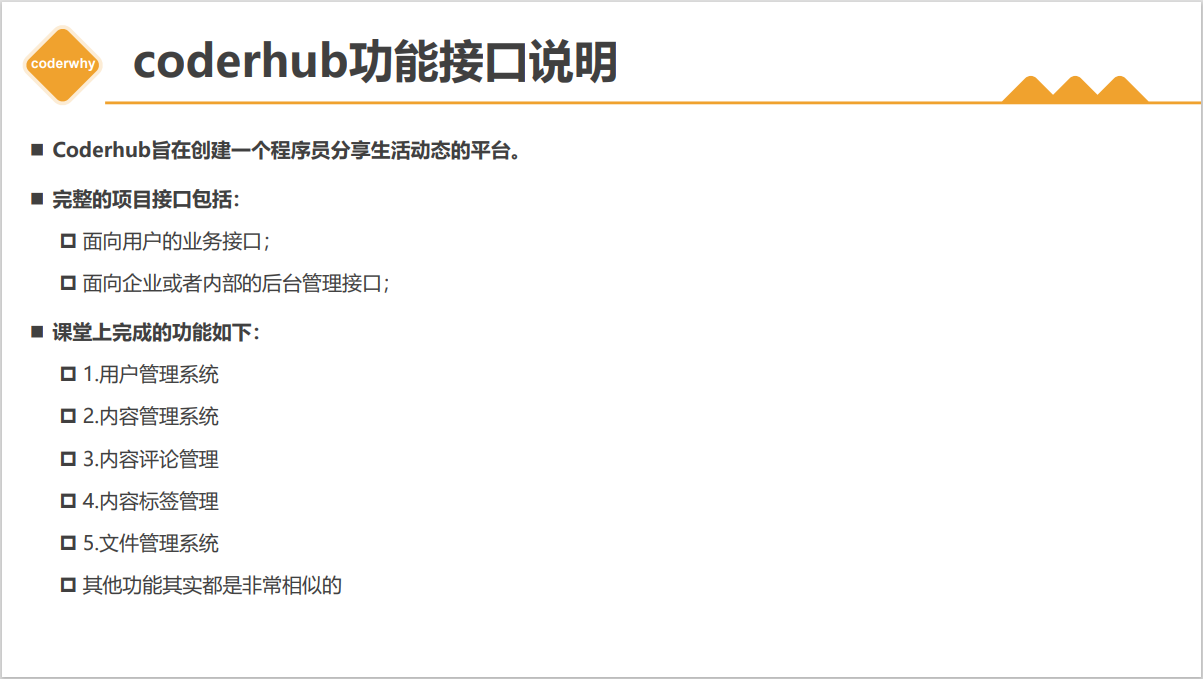 coderwhy
coderhub功能接口说明
Coderhub旨在创建一个程序员分享生活动态的平台。
完整的项目接口包括：
面向用户的业务接口；
面向企业或者内部的后台管理接口；
课堂上完成的功能如下：
1.用户管理系统
2.内容管理系统
3.内容评论管理
4.内容标签管理
5.文件管理系统
其他功能其实都是非常相似的